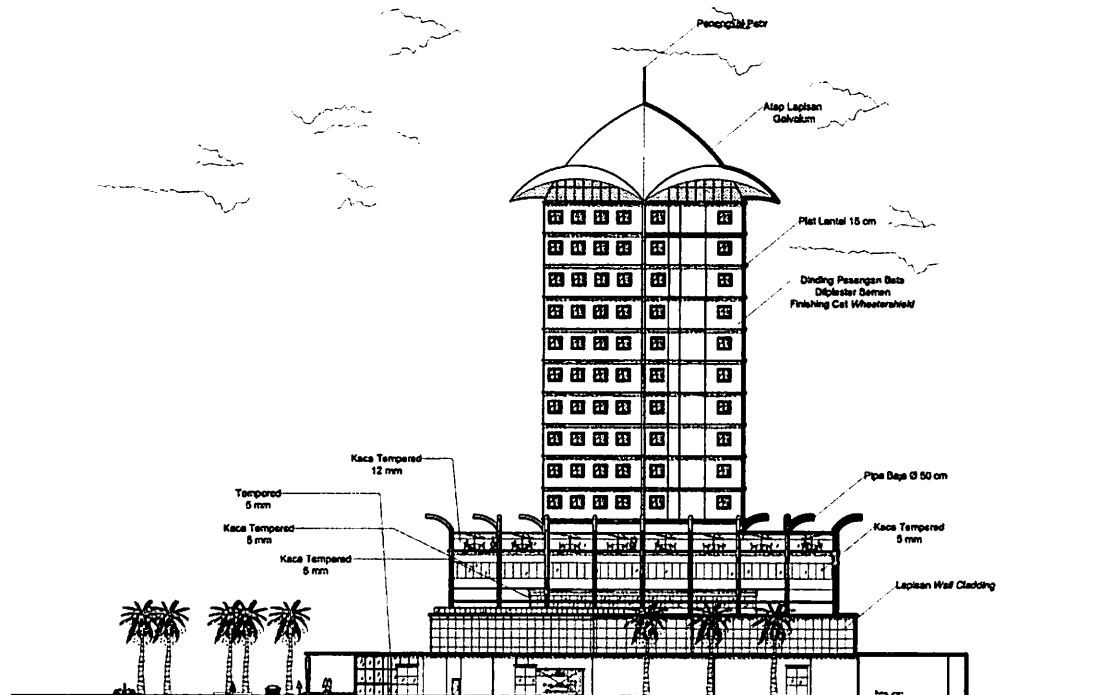 Penangkal Petir
Atap Lapisan
Galvalum
Plat Lantai 15 cm
Dinding Pasangan Bata
Diplester Semen
Finishing Cat Wheatershield
Kaca Tempered
12 mm
Pipa Baja Ø 50 cm
Tempered
5 mm
Kaca Tempered
5 mm
Kaca Tempered
5 mm
Kaca Tempered
5 mm
Lapisan Wall Cladding